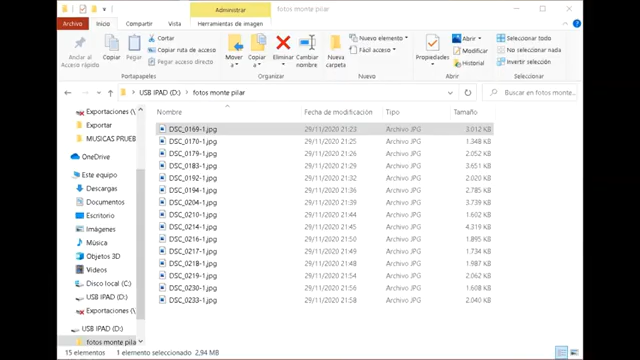 Administrar
fotos monte pilar
Archivo Inicio Compartir Vista Herramientas de imagen
Anclar al Acceso rápido
Copiar
Pegar
Cortar
Copiar ruta de acceso
Pegar acceso directo
Portapapeles
Mover a
Copiar a
Eliminar
Cambiar nombre
Organizar
Nueva carpeta
Nuevo elemento
Fácil acceso
Nuevo
Propiedades
Abrir
Modificar
Historial
Abrir
Seleccionar todo
No seleccionar nada
Invertir selección
Seleccionar
USB IPAD (D:) fotos monte pilar
Buscar en fotos monte...
Nombre Fecha de modificación Tipo Tamaño
DSC_0169-1.jpg 29/11/2020 21:23 Archivo JPG 3.012 KB
DSC_0170-1.jpg 29/11/2020 21:25 Archivo JPG 1.348 KB
DSC_0179-1.jpg 29/11/2020 21:26 Archivo JPG 2.020 KB
DSC_0183-1.jpg 29/11/2020 21:29 Archivo JPG 3.651 KB
DSC_0192-1.jpg 29/11/2020 21:32 Archivo JPG 2.052 KB
DSC_0194-1.jpg 29/11/2020 21:36 Archivo JPG 2.785 KB
DSC_0204-1.jpg 29/11/2020 21:39 Archivo JPG 3.739 KB
DSC_0210-1.jpg 29/11/2020 21:44 Archivo JPG 1.602 KB
DSC_0214-1.jpg 29/11/2020 21:45 Archivo JPG 4.319 KB
DSC_0216-1.jpg 29/11/2020 21:50 Archivo JPG 1.895 KB
DSC_0217-1.jpg 29/11/2020 21:49 Archivo JPG 1.734 KB
DSC_0218-1.jpg 29/11/2020 21:48 Archivo JPG 1.987 KB
DSC_0219-1.jpg 29/11/2020 21:54 Archivo JPG 2.062 KB
DSC_0230-1.jpg 29/11/2020 21:56 Archivo JPG 1.608 KB
DSC_0233-1.jpg 29/11/2020 21:58 Archivo JPG 2.040 KB
Exportaciones (\
Exportar
MUSICAS PRUEB
OneDrive
Este equipo
Descargas
Documentos
Escritorio
Imágenes
Música
Objetos 3D
Vídeos
Disco local (C:)
USB IPAD (D:)
Exportaciones (\
USB IPAD (D:)
fotos monte pila
15 elementos 1 elemento seleccionado 2,94 MB